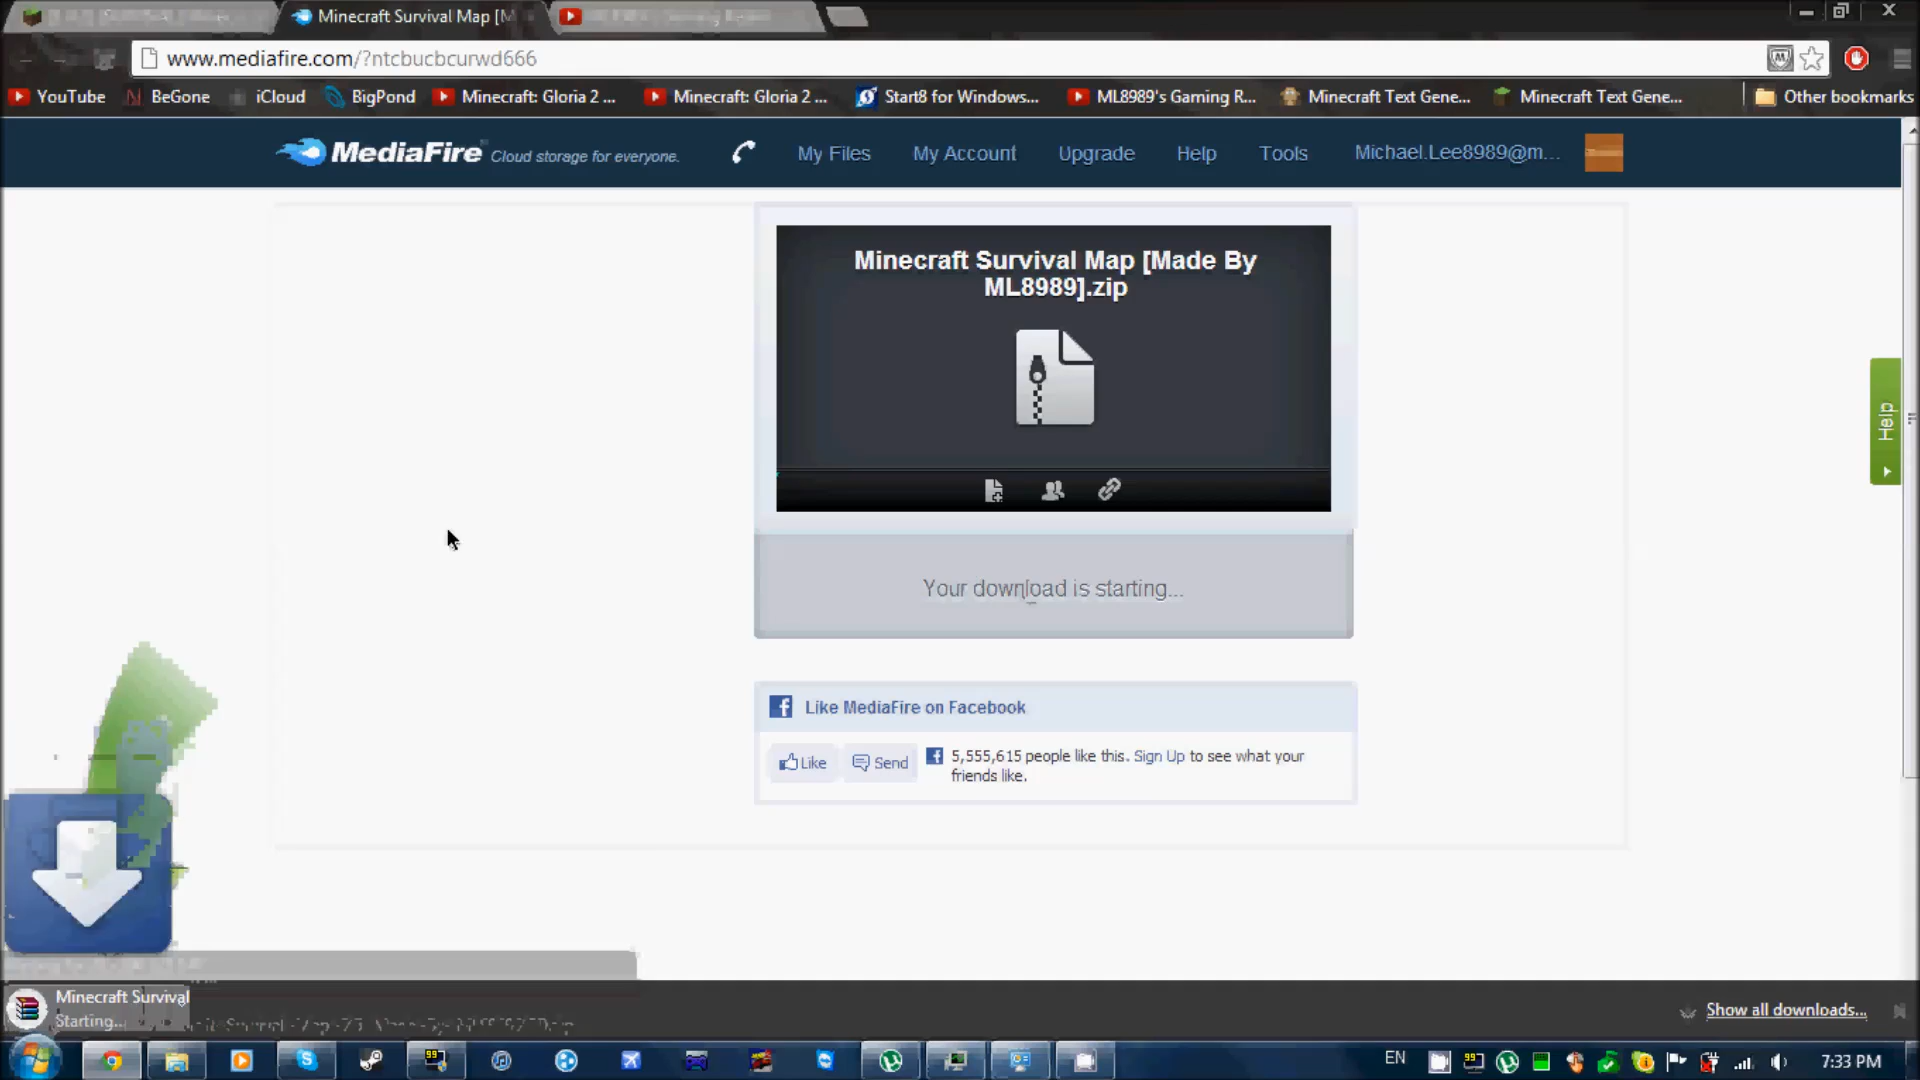 Minecraft Survival Map [M
www.mediafire.com/?ntcbucbcurwd666
YouTube
BeGone
iCloud
BigPond
Minecraft: Gloria 2 ...
Minecraft: Gloria 2 ...
Start8 for Windows...
ML8989's Gaming R...
Minecraft Text Gene...
Minecraft Text Gene...
Other bookmarks
MediaFire Cloud storage for everyone.
My Files
My Account
Upgrade
Help
Tools
Michael.Lee8989@m...
Minecraft Survival Map [Made By
ML8989].zip
Help
Your download is starting...
Like MediaFire on Facebook
Like
Send
5,555,615 people like this. Sign Up to see what your
friends like.
Minecraft Survival
Starting...
Show all downloads...
99
EN
99
7:33 PM